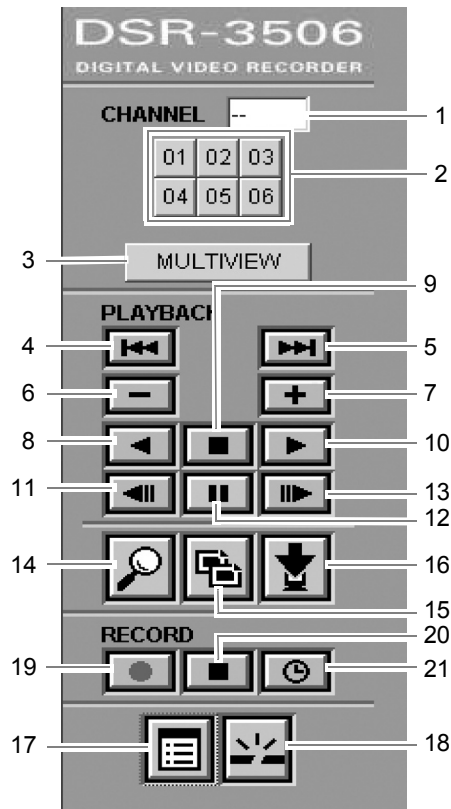 DSR-3506
DIGITAL VIDEO RECORDER
CHANNEL -- 1
01 02 03
2
04 05 06
3 MULTIVIEW
9
PLAYBACK
4 5
6 7
8 10
11 13
12
14 16
15
RECORD 20
19 21
17 18